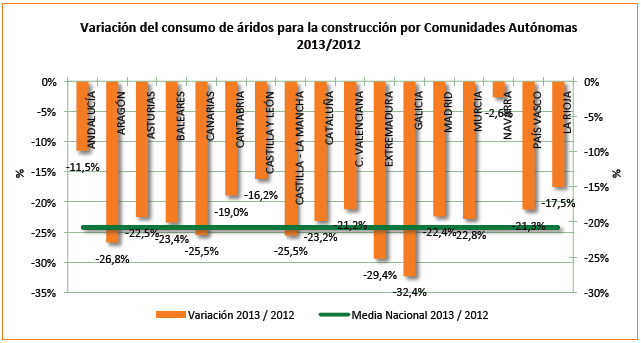 Variación del consumo de áridos para la construcción por Comunidades Autónomas
2013/2012
0%
-5%
-10%
-15%
-20%
-25%
-30%
-35%
%
ANDALUCÍA
ARAGÓN
ASTURIAS
BALEARES
CANARIAS
CANTABRIA
CASTILLA Y LEÓN
CASTILLA - LA MANCHA
CATALUÑA
C. VALENCIANA
EXTREMADURA
GALICIA
MADRID
MURCIA
NAVARRA
PAÍS VASCO
LA RIOJA
-11,5%
-26,8%
-22,5%
-23,4%
-25,5%
-19,0%
-16,2%
-25,5%
-23,2%
-21,2%
-29,4%
-32,4%
-22,4%
-22,8%
-2,6%
-21,3%
-17,5%
0%
-5%
-10%
-15%
-20%
-25%
-30%
%
Variación 2013 / 2012
Media Nacional 2013 / 2012